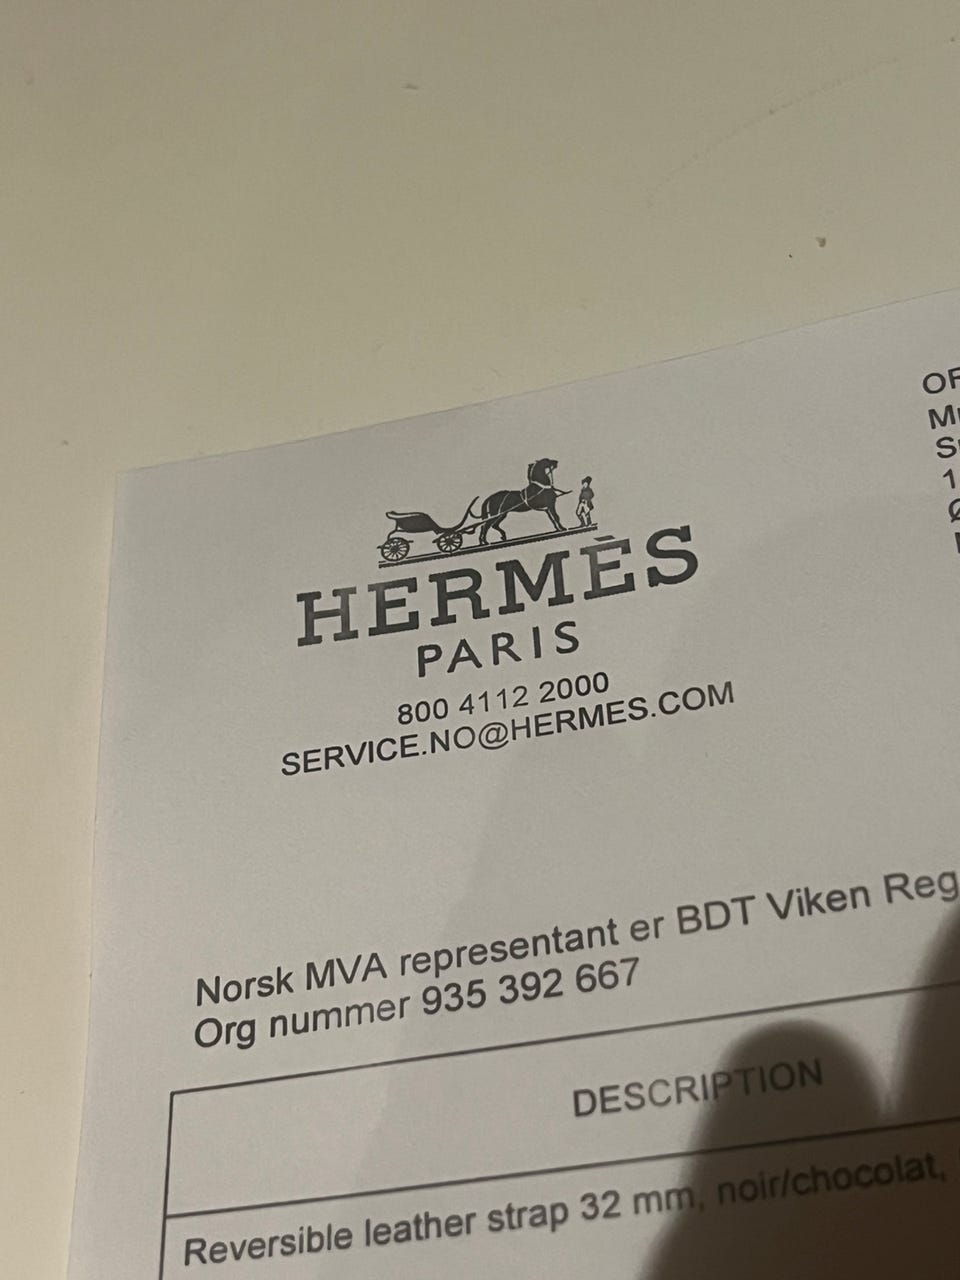 HERMÈS
PARIS
800 4112 2000
SERVICE.NO@HERMES.COM
Norsk MVA representant er BDT Viken
Org nummer 935 392 667
DESCRIPTION
Reversible leather strap 32 mm, noir/chocolat,